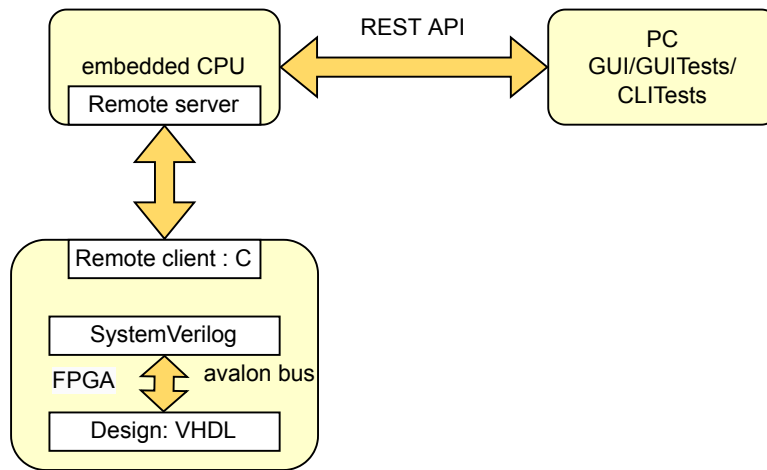 REST API
embedded CPU
Remote server
PC
GUI/GUITests/
CLITests
Remote client : C
SystemVerilog
FPGA
avalon bus
Design: VHDL